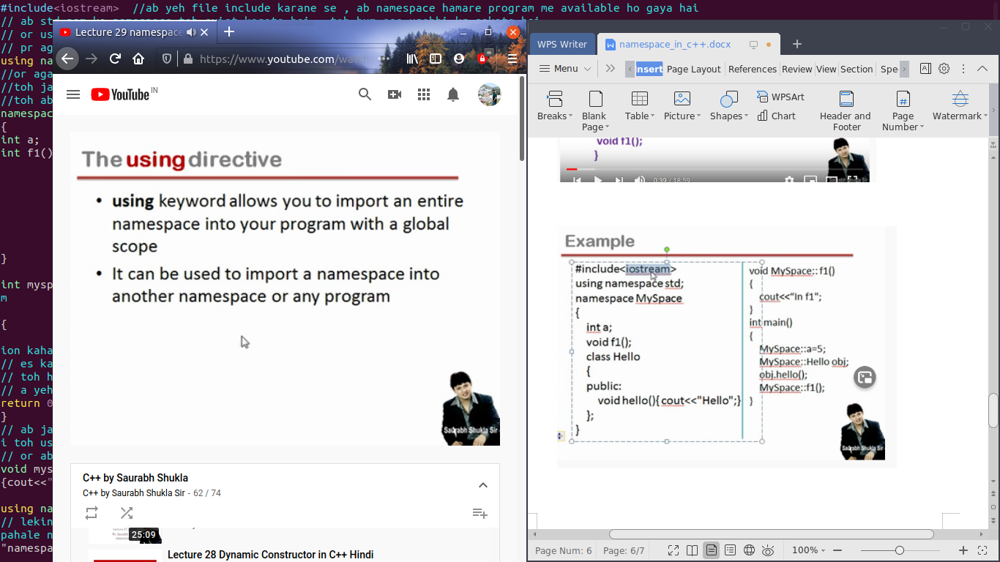 #include<iostream>  //ab yeh file include karane se , ab namespace hamare program me available ho gaya hai
// ab st
// or us
// pr ag
using na
//or aga
//toh ja
//toh ab
namespac
{
int a;
int f1()
}
int mysp
m
{
ion kaha
// es ka
// toh h
// a yeh
return 0
}
// ab ja
i toh us
// or ab
void mys
{cout<<"
using na
// lekin
pahale n
"namespa
Lecture 29 namespace
https://www.youtube.com/watc
YouTube IN
The using directive
• using keyword allows you to import an entire
namespace into your program with a global
scope
• It can be used to import a namespace into
another namespace or any program
Saurabh Shukla Sir
C++ by Saurabh Shukla
C++ by Saurabh Shukla Sir - 62 / 74
25:09
Lecture 28 Dynamic Constructor in C++ Hindi
WPS Writer
namespace_in_c++.docx
Menu
Insert Page Layout References Review View Section Spe
Breaks
Blank
Page
Table
Picture
Shapes
WPSArt
Chart
Header and
Footer
Page
Number
Watermark
void f1();
}
0:39 / 18:59
Saurabh Shukla Sir
Example
#include<iostream>
using namespace std;
namespace MySpace
{
int a;
void f1();
class Hello
{
public:
void hello(){ cout<<"Hello";}
};
}
void MySpace:: f1()
{
cout<<“In f1";
}
int main()
{
MySpace::a=5;
MySpace::Hello obj;
obj.hello();
MySpace::f1();
}
Saurabh Shukla Sir
Page Num: 6 Page: 6/7
100%